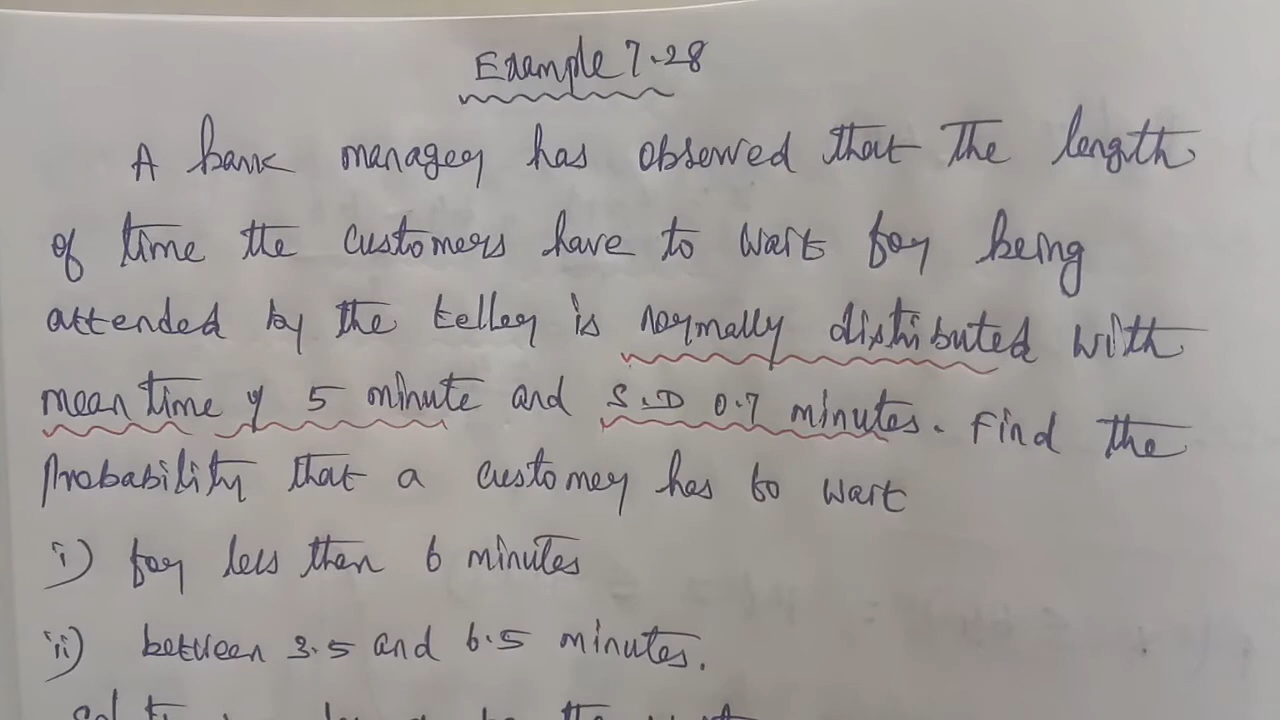 Example 7.28
A bank manager has observed that the length
of time the customers have to wait for being
attended by the teller is normally distributed with
mean time of 5 minute and S.D 0.7 minutes. Find the
Probability that a customer has to wait
i) for less than 6 minutes
ii) between 3.5 and 6.5 minutes.